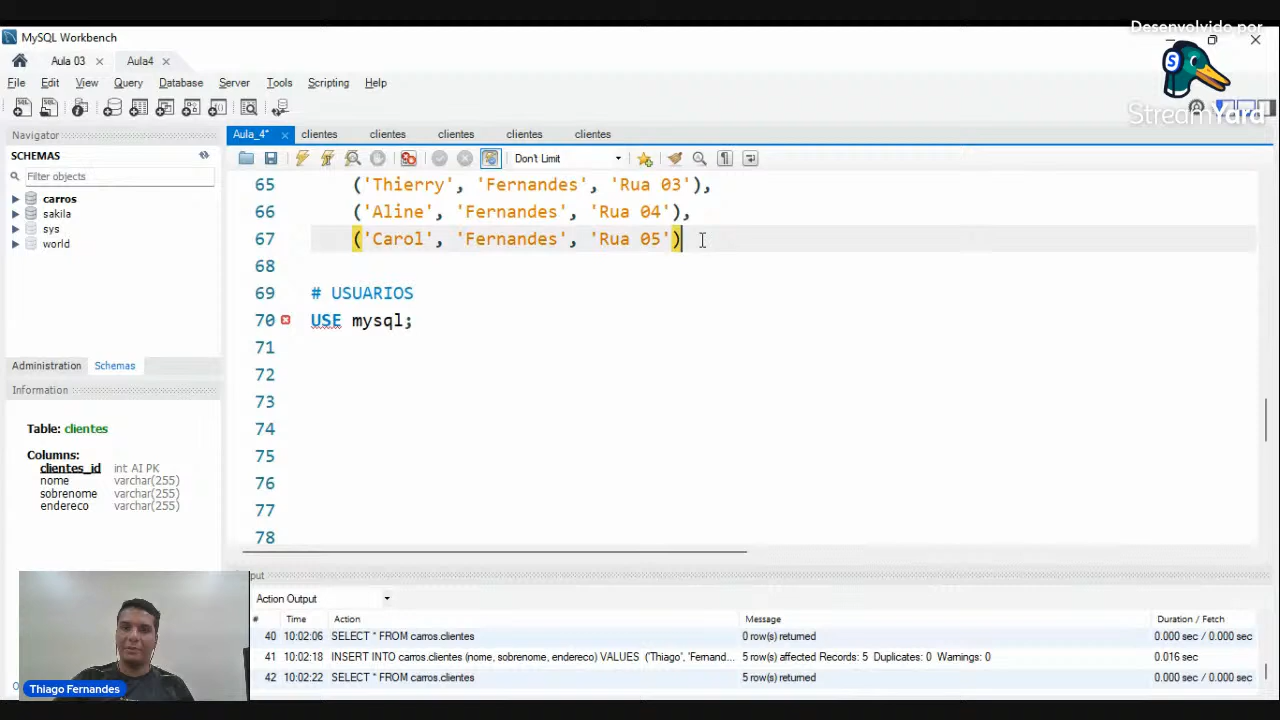 Desenvolvido por
StreamYard
MySQL Workbench
Aula 03
Aula4
File Edit View Query Database Server Tools Scripting Help
Navigator
SCHEMAS
Filter objects
carros
sakila
sys
world
Administration Schemas
Information
Table: clientes
Columns:
clientes_id int AI PK
nome varchar(255)
sobrenome varchar(255)
endereco varchar(255)
Aula_4* clientes clientes clientes clientes clientes
Don't Limit
65 ('Thierry', 'Fernandes', 'Rua 03'),
66 ('Aline', 'Fernandes', 'Rua 04'),
67 ('Carol', 'Fernandes', 'Rua 05')
68
69 # USUARIOS
70 USE mysql;
71
72
73
74
75
76
77
78
Action Output
# Time Action Message Duration / Fetch
40 10:02:06 SELECT * FROM carros.clientes 0 row(s) returned 0.000 sec / 0.000 sec
41 10:02:18 INSERT INTO carros.clientes (nome, sobrenome, endereco) VALUES ('Thiago', 'Fernand... 5 row(s) affected Records: 5 Duplicates: 0 Warnings: 0 0.016 sec
42 10:02:22 SELECT * FROM carros.clientes 5 row(s) returned 0.000 sec / 0.000 sec
Thiago Fernandes